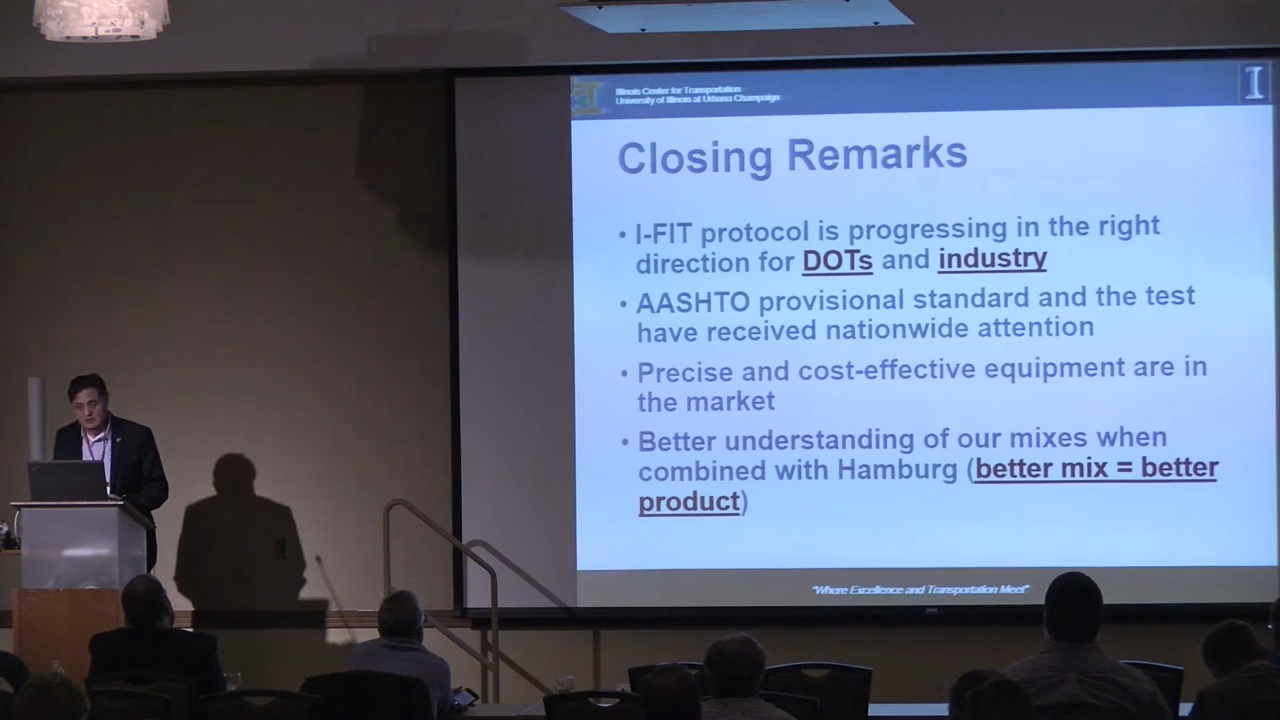 Illinois Center for Transportation
University of Illinois at Urbana Champaign
I
Closing Remarks
• I-FIT protocol is progressing in the right
direction for DOTs and industry
• AASHTO provisional standard and the test
have received nationwide attention
• Precise and cost-effective equipment are in
the market
• Better understanding of our mixes when
combined with Hamburg (better mix = better
product)
"Where Excellence and Transportation Meet"